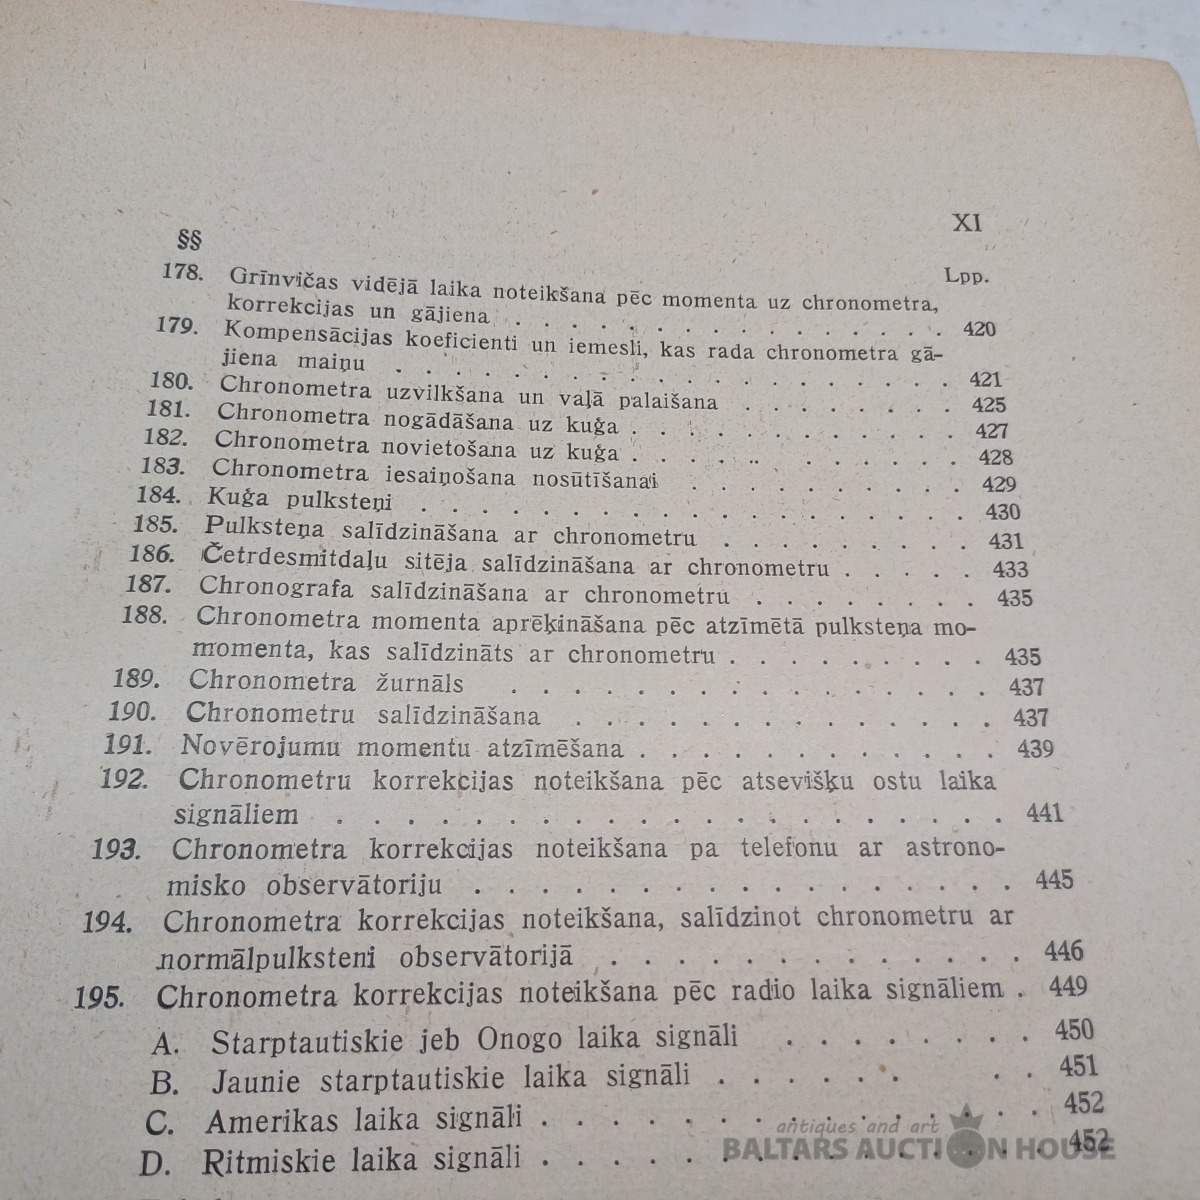 XI
§§
Lpp.
178. Grīnvičas vidējā laika noteikšana pēc momenta uz chronometra,
korrekcijas un gājiena . . . . . . . . . . . . . . . 420
179. Kompensācijas koeficienti un iemesli, kas rada chronometra gā-
jiena maiņu . . . . . . . . . . . . . . . . . . . 421
180. Chronometra uzvilkšana un vaļā palaišana . . . . . . . . 425
181. Chronometra nogādāšana uz kuģa . . . . . . . . . . . . 427
182. Chronometra novietošana uz kuģa . . . . . . . . . . . . 428
183. Chronometra iesaiņošana nosūtīšanai . . . . . . . . . . 429
184. Kuģa pulksteņi . . . . . . . . . . . . . . . . . . . 430
185. Pulksteņa salīdzināšana ar chronometru . . . . . . . . . 431
186. Četrdesmitdaļu sitēja salīdzināšana ar chronometru . . . . . 433
187. Chronografa salīdzināšana ar chronometru . . . . . . . . 435
188. Chronometra momenta aprēķināšana pēc atzīmētā pulksteņa mo-
momenta, kas salīdzināts ar chronometru . . . . . . . . . 435
189. Chronometra žurnāls . . . . . . . . . . . . . . . . 437
190. Chronometru salīdzināšana . . . . . . . . . . . . . . 437
191. Novērojumu momentu atzīmēšana . . . . . . . . . . . . 439
192. Chronometru korrekcijas noteikšana pēc atsevišķu ostu laika
signāliem . . . . . . . . . . . . . . . . . . . . 441
193. Chronometra korrekcijas noteikšana pa telefonu ar astrono-
misko observātoriju . . . . . . . . . . . . . . . . 445
194. Chronometra korrekcijas noteikšana, salīdzinot chronometru ar
normālpulksteni observātorijā . . . . . . . . . . . . . 446
195. Chronometra korrekcijas noteikšana pēc radio laika signāliem . 449
A. Starptautiskie jeb Onogo laika signāli . . . . . . . . . 450
B. Jaunie starptautiskie laika signāli . . . . . . . . 451
C. Amerikas laika signāli . . . . . . . . . . . . . . . 452
D. Ritmiskie laika signāli . . . . . . . . . . . . . . . 452
antiques and art
BALTARS AUCTION HOUSE